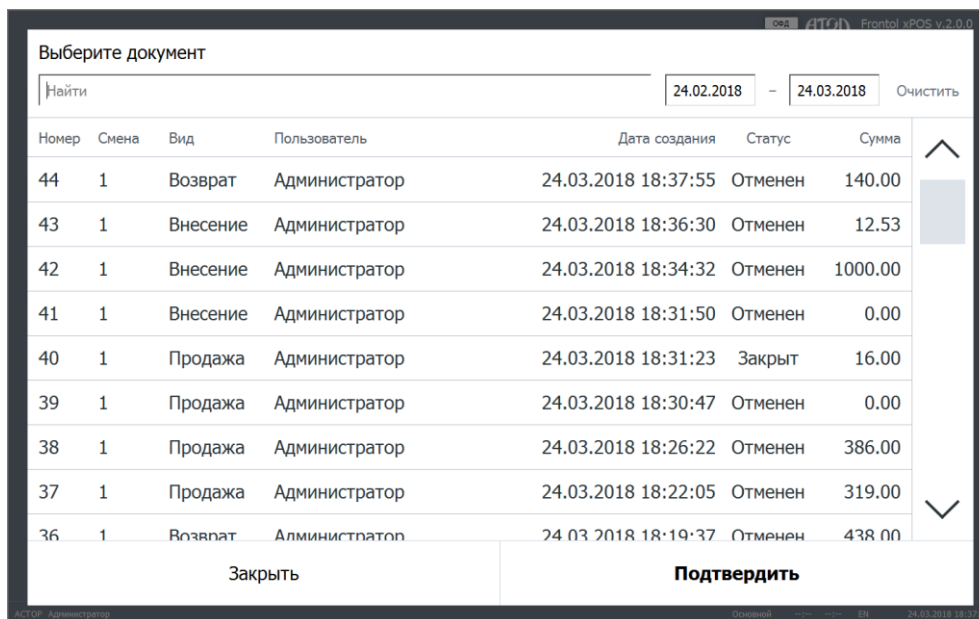 ОФД АТОЛ Frontol xPOS v.2.0.0
Выберите документ
Найти 24.02.2018 – 24.03.2018 Очистить
Номер Смена Вид Пользователь Дата создания Статус Сумма
44 1 Возврат Администратор 24.03.2018 18:37:55 Отменен 140.00
43 1 Внесение Администратор 24.03.2018 18:36:30 Отменен 12.53
42 1 Внесение Администратор 24.03.2018 18:34:32 Отменен 1000.00
41 1 Внесение Администратор 24.03.2018 18:31:50 Отменен 0.00
40 1 Продажа Администратор 24.03.2018 18:31:23 Закрыт 16.00
39 1 Продажа Администратор 24.03.2018 18:30:47 Отменен 0.00
38 1 Продажа Администратор 24.03.2018 18:26:22 Отменен 386.00
37 1 Продажа Администратор 24.03.2018 18:22:05 Отменен 319.00
36 1 Возврат Администратор 24.03.2018 18:19:37 Отменен 438.00
Закрыть Подтвердить
АСТОР Администратор Основной --:-- --:-- EN 24.03.2018 18:37